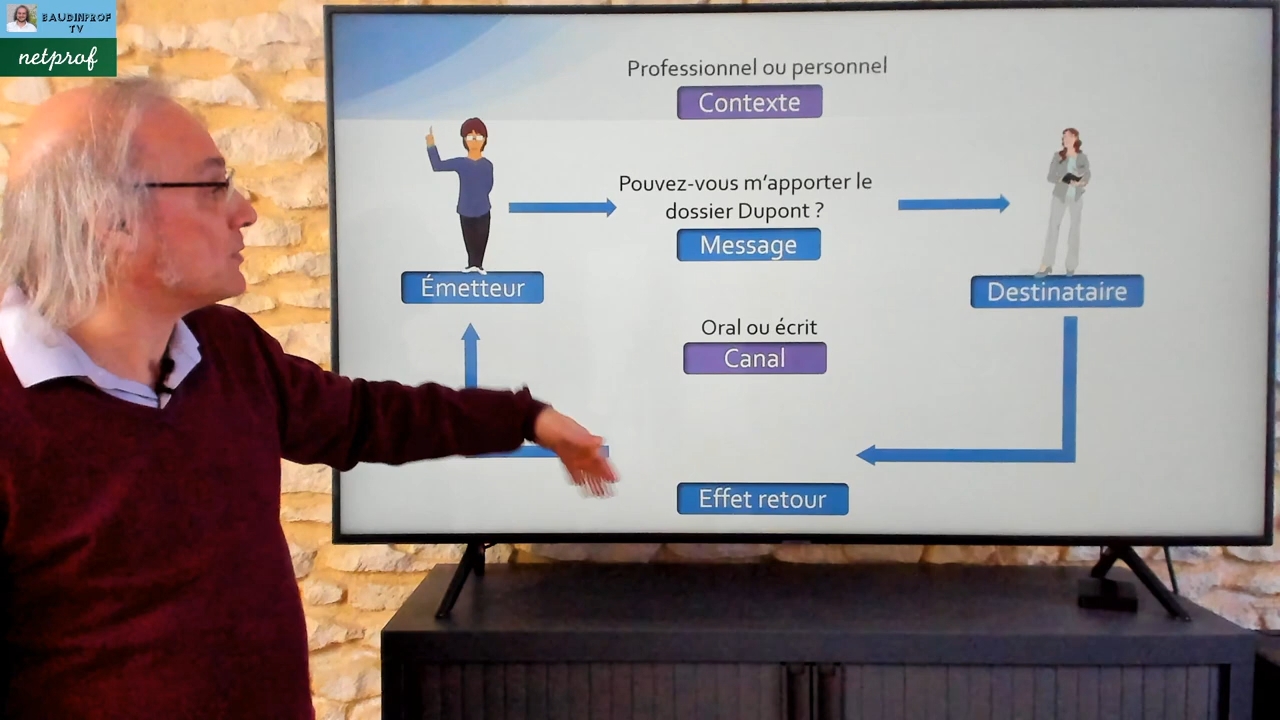 BAUDINPROF
TV
netprof
Professionnel ou personnel
Contexte
Pouvez-vous m'apporter le
dossier Dupont ?
Message
Émetteur
Destinataire
Oral ou écrit
Canal
Effet retour